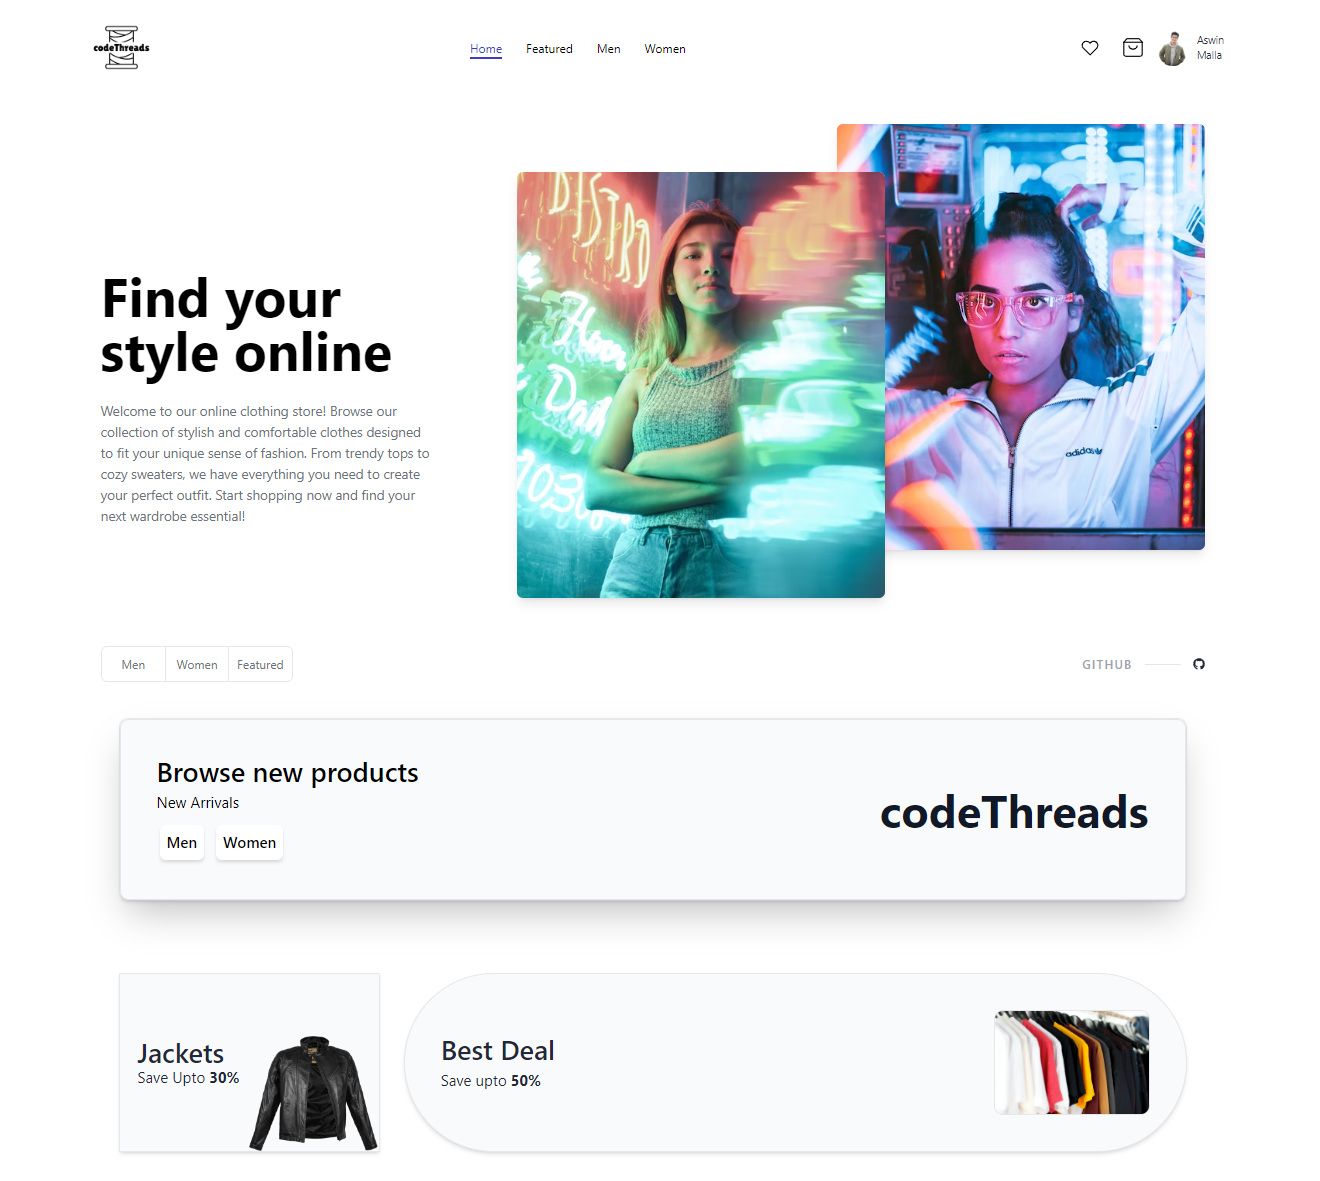 codeThreads
Home
Featured
Men
Women
Aswin
Malla
DISTRO
adidas
Find your
style online
Welcome to our online clothing store! Browse our
collection of stylish and comfortable clothes designed
to fit your unique sense of fashion. From trendy tops to
cozy sweaters, we have everything you need to create
your perfect outfit. Start shopping now and find your
next wardrobe essential!
Men
Women
Featured
GITHUB
Browse new products
New Arrivals
Men
Women
codeThreads
Jackets
Save Upto 30%
Best Deal
Save upto 50%